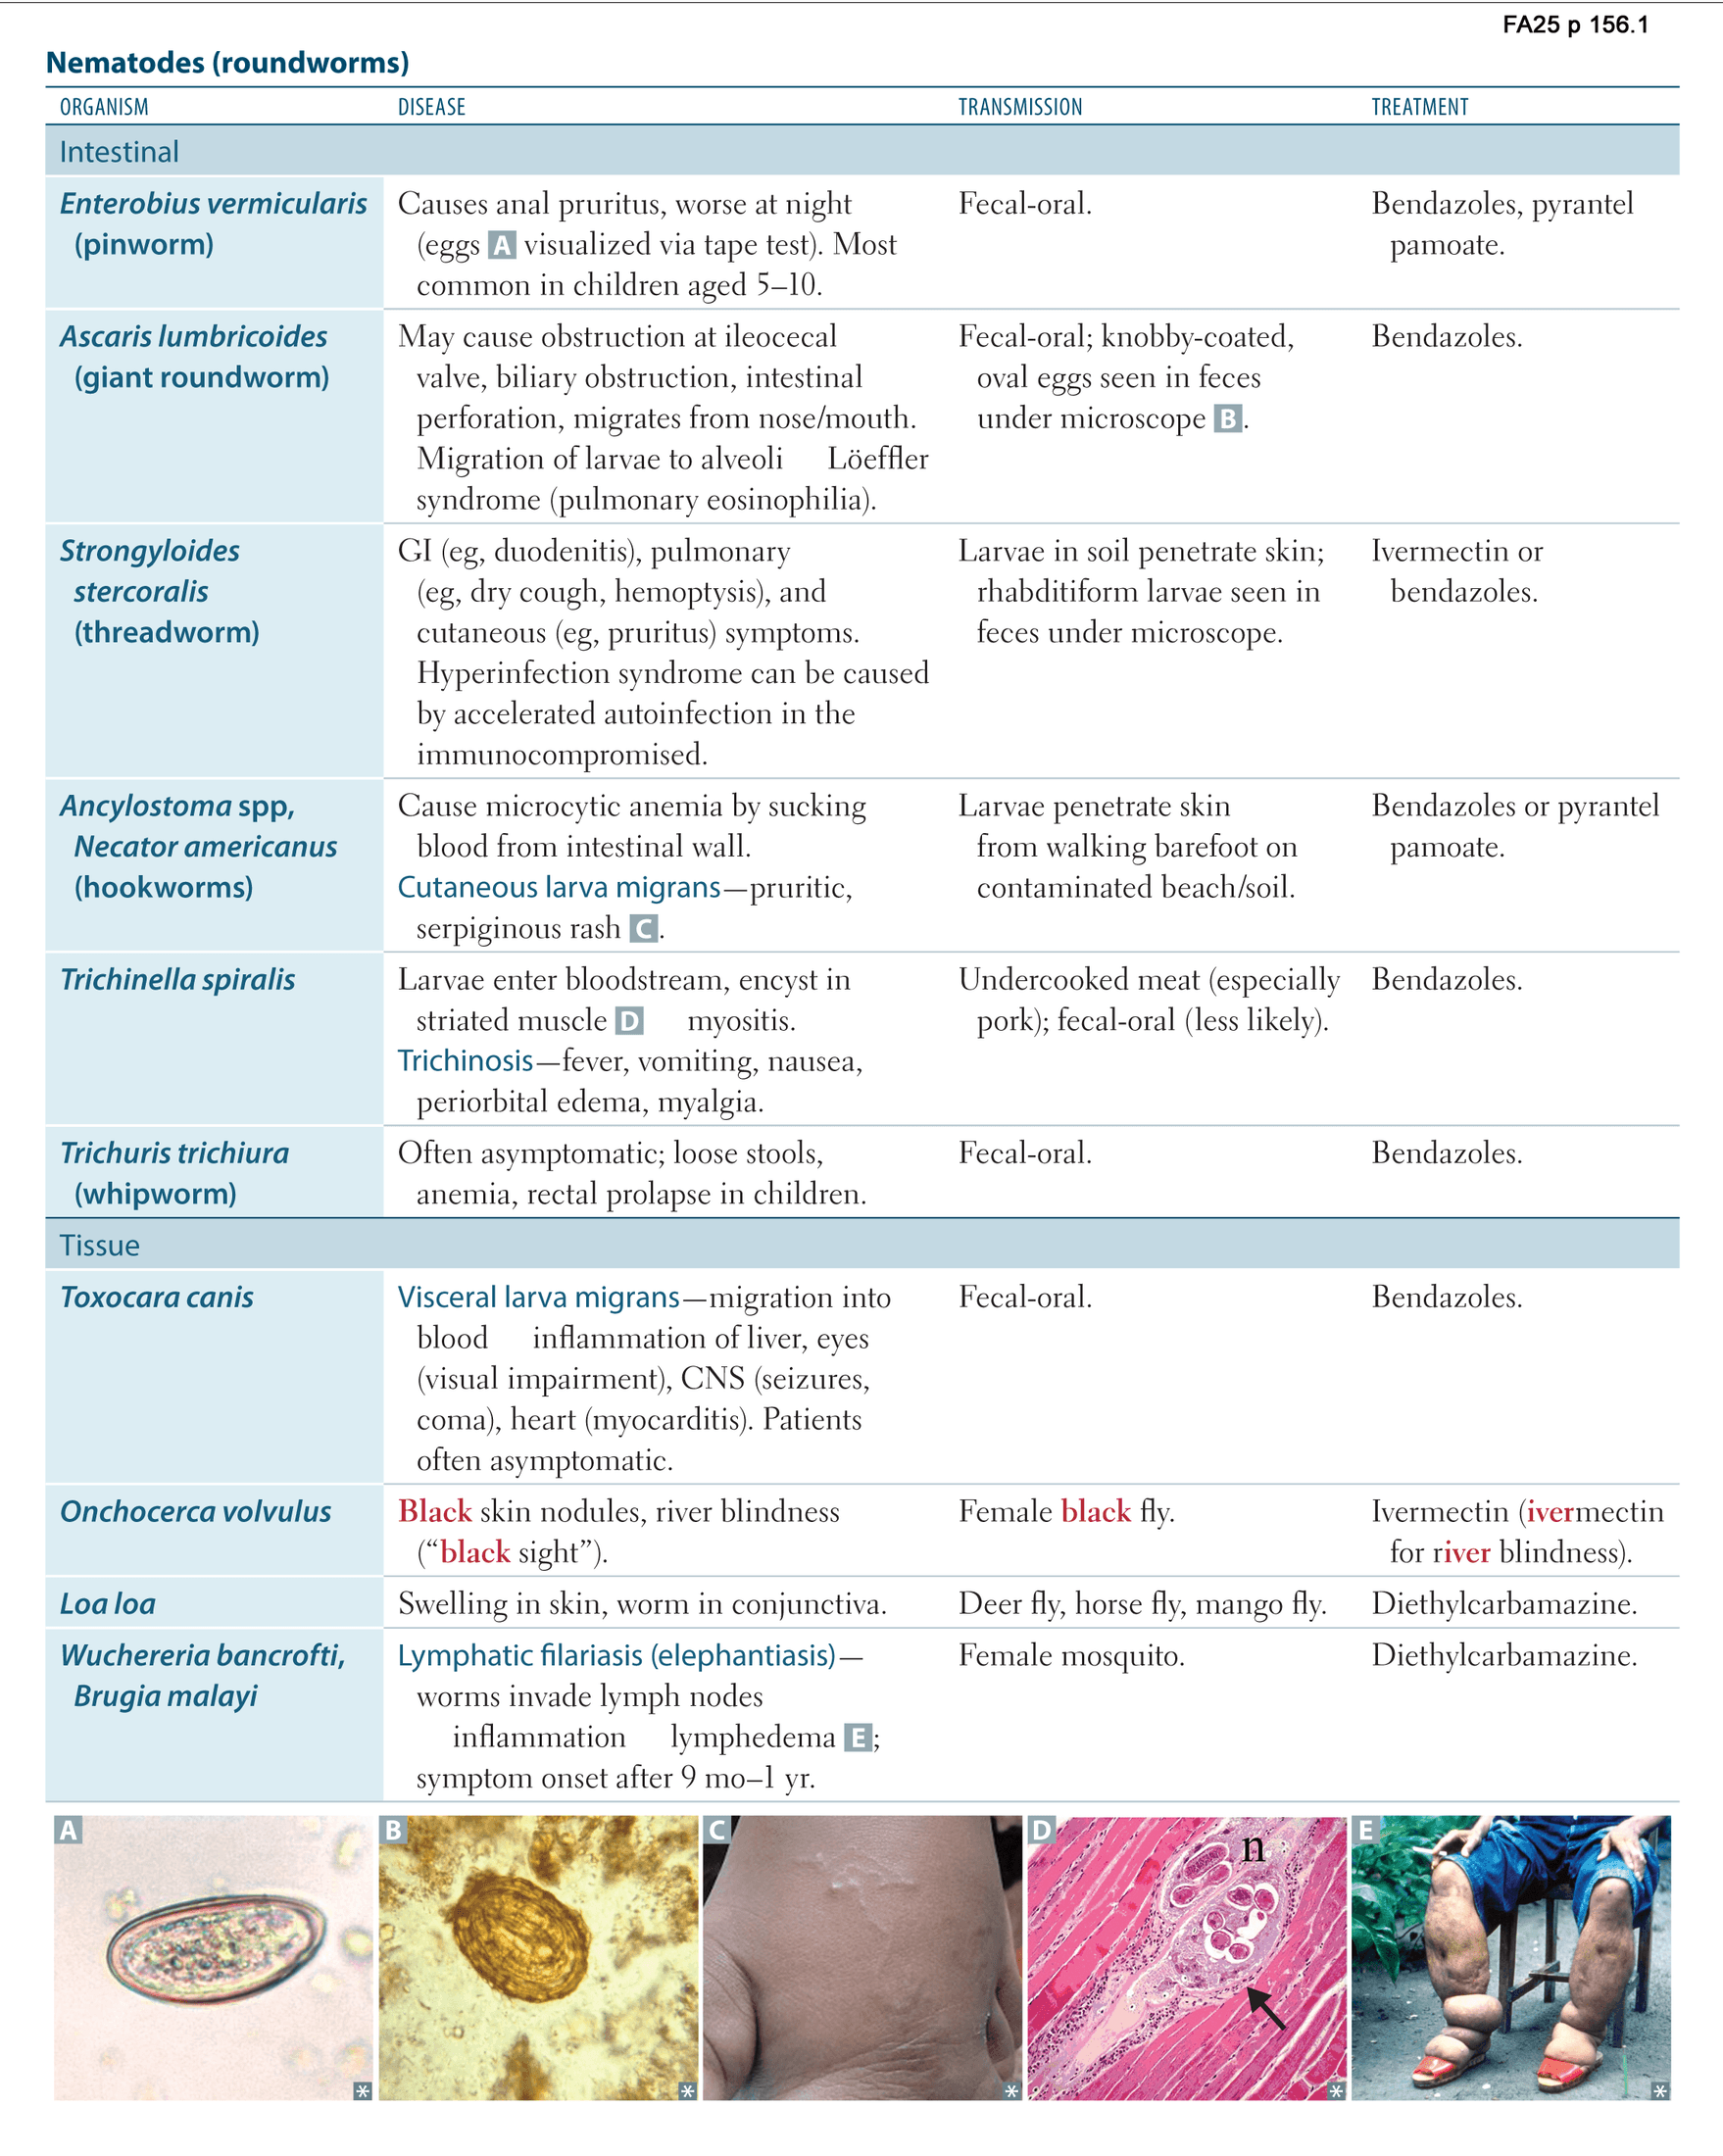 FA25 p 156.1
Nematodes (roundworms)
ORGANISM DISEASE TRANSMISSION TREATMENT
Intestinal
Enterobius vermicularis
(pinworm)
Causes anal pruritus, worse at night
(eggs A visualized via tape test). Most
common in children aged 5–10.
Fecal-oral.
Bendazoles, pyrantel
pamoate.
Ascaris lumbricoides
(giant roundworm)
May cause obstruction at ileocecal
valve, biliary obstruction, intestinal
perforation, migrates from nose/mouth.
Migration of larvae to alveoli Löeffler
syndrome (pulmonary eosinophilia).
Fecal-oral; knobby-coated,
oval eggs seen in feces
under microscope B.
Bendazoles.
Strongyloides
stercoralis
(threadworm)
GI (eg, duodenitis), pulmonary
(eg, dry cough, hemoptysis), and
cutaneous (eg, pruritus) symptoms.
Hyperinfection syndrome can be caused
by accelerated autoinfection in the
immunocompromised.
Larvae in soil penetrate skin;
rhabditiform larvae seen in
feces under microscope.
Ivermectin or
bendazoles.
Ancylostoma spp,
Necator americanus
(hookworms)
Cause microcytic anemia by sucking
blood from intestinal wall.
Cutaneous larva migrans—pruritic,
serpiginous rash C.
Larvae penetrate skin
from walking barefoot on
contaminated beach/soil.
Bendazoles or pyrantel
pamoate.
Trichinella spiralis
Larvae enter bloodstream, encyst in
striated muscle D myositis.
Trichinosis—fever, vomiting, nausea,
periorbital edema, myalgia.
Undercooked meat (especially
pork); fecal-oral (less likely).
Bendazoles.
Trichuris trichiura
(whipworm)
Often asymptomatic; loose stools,
anemia, rectal prolapse in children.
Fecal-oral.
Bendazoles.
Tissue
Toxocara canis
Visceral larva migrans—migration into
blood inflammation of liver, eyes
(visual impairment), CNS (seizures,
coma), heart (myocarditis). Patients
often asymptomatic.
Fecal-oral.
Bendazoles.
Onchocerca volvulus
Black skin nodules, river blindness
(“black sight”).
Female black fly.
Ivermectin (ivermectin
for river blindness).
Loa loa
Swelling in skin, worm in conjunctiva.
Deer fly, horse fly, mango fly.
Diethylcarbamazine.
Wuchereria bancrofti,
Brugia malayi
Lymphatic filariasis (elephantiasis)—
worms invade lymph nodes
inflammation lymphedema E;
symptom onset after 9 mo–1 yr.
Female mosquito.
Diethylcarbamazine.
A B C D E
n